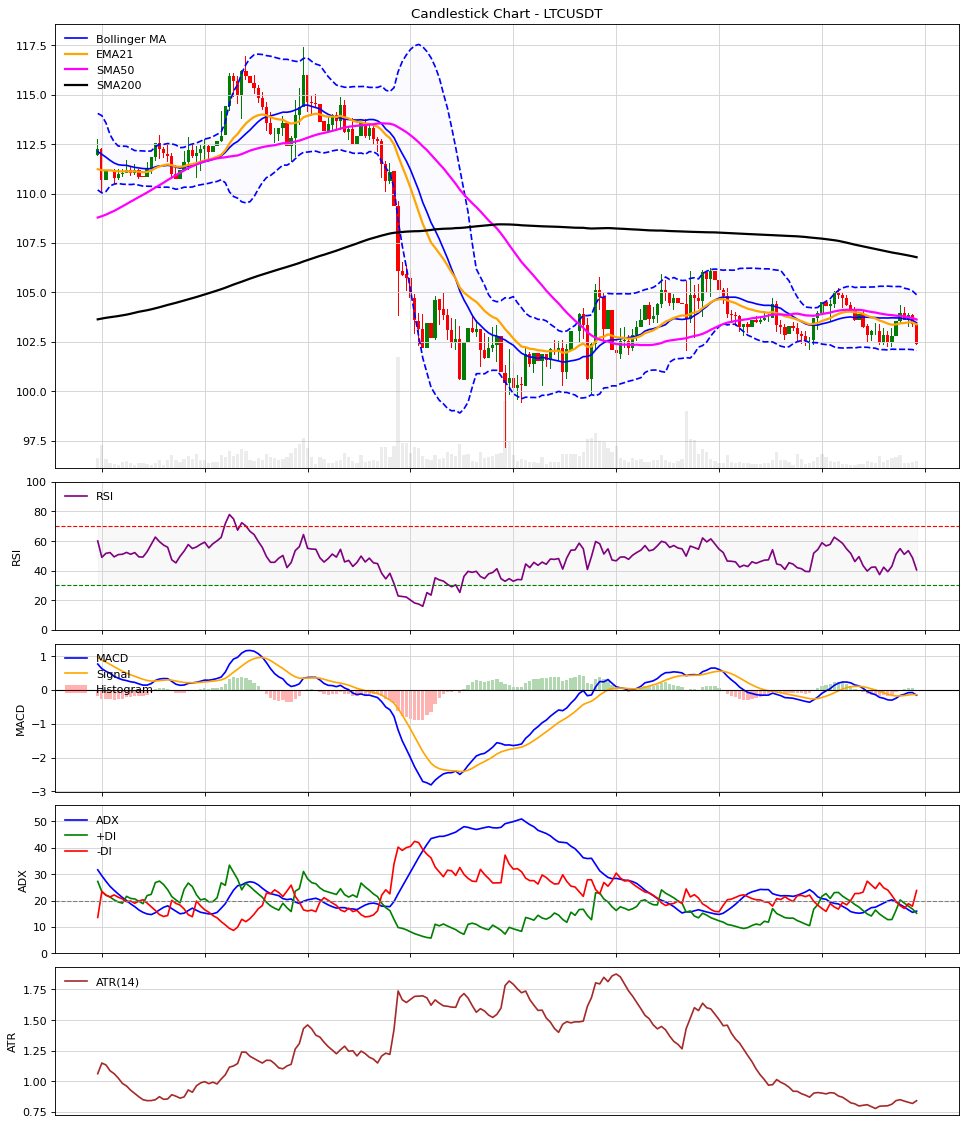 Candlestick Chart - LTCUSDT
Bollinger MA
EMA21
SMA50
SMA200
117.5
115.0
112.5
110.0
107.5
105.0
102.5
100.0
97.5
RSI
100
80
60
40
20
0
RSI
MACD
Signal
Histogram
1
0
−1
−2
−3
MACD
ADX
+DI
-DI
50
40
30
20
10
0
ADX
ATR(14)
1.75
1.50
1.25
1.00
0.75
ATR